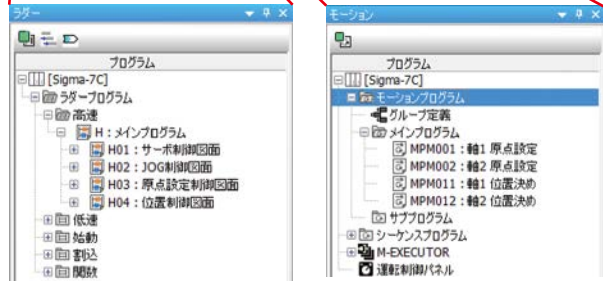 ラダー
プログラム
[Sigma-7C]
ラダープログラム
高速
H：メインプログラム
H01：サーボ制御図面
H02：JOG制御図面
H03：原点設定制御図面
H04：位置制御図面
低速
始動
割込
関数
モーション
プログラム
[Sigma-7C]
モーションプログラム
グループ定義
メインプログラム
MPM001：軸1 原点設定
MPM002：軸2 原点設定
MPM011：軸1 位置決め
MPM012：軸2 位置決め
サブプログラム
シーケンスプログラム
M-EXECUTOR
運転制御パネル